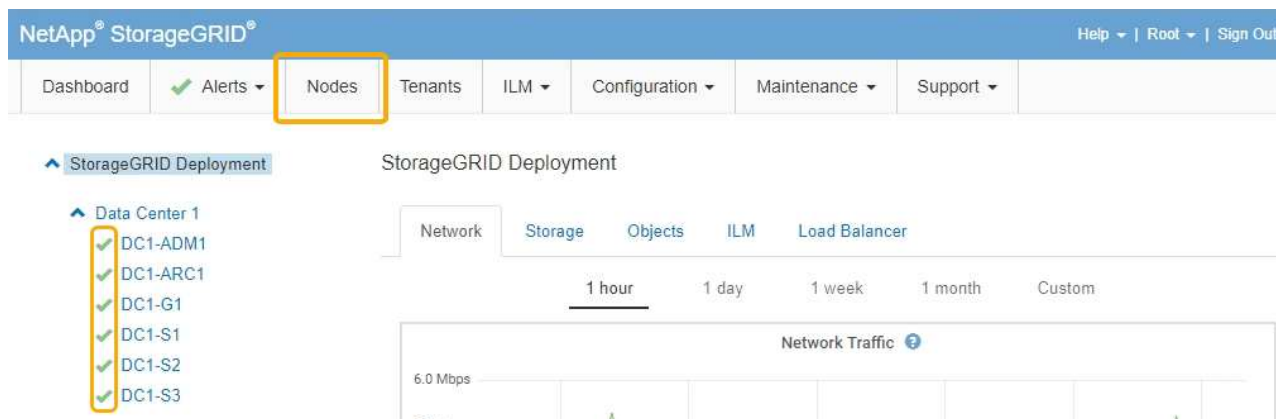 NetApp® StorageGRID®
Help | Root | Sign Out
Dashboard Alerts Nodes Tenants ILM Configuration Maintenance Support
StorageGRID Deployment
StorageGRID Deployment
Data Center 1
DC1-ADM1
DC1-ARC1
DC1-G1
DC1-S1
DC1-S2
DC1-S3
Network Storage Objects ILM Load Balancer
1 hour 1 day 1 week 1 month Custom
Network Traffic
6.0 Mbps